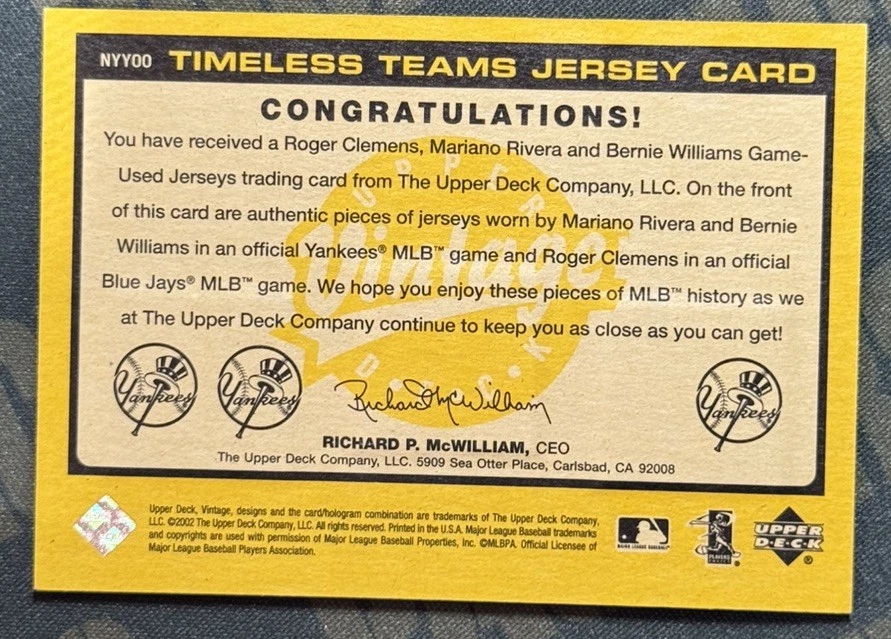 NYY00 TIMELESS TEAMS JERSEY CARD
CONGRATULATIONS!
You have received a Roger Clemens, Mariano Rivera and Bernie Williams Game-
Used Jerseys trading card from The Upper Deck Company, LLC. On the front
of this card are authentic pieces of jerseys worn by Mariano Rivera and Bernie
Williams in an official Yankees® MLB™ game and Roger Clemens in an official
Blue Jays® MLB™ game. We hope you enjoy these pieces of MLB™ history as we
at The Upper Deck Company continue to keep you as close as you can get!
UPPER
Vintage
DECK
Yankees Yankees Richard P McWilliam Yankees
RICHARD P. McWILLIAM, CEO
The Upper Deck Company, LLC. 5909 Sea Otter Place, Carlsbad, CA 92008
Upper Deck, Vintage, designs and the card/hologram combination are trademarks of The Upper Deck Company,
LLC. ©2002 The Upper Deck Company, LLC. All rights reserved. Printed in the U.S.A. Major League Baseball trademarks
and copyrights are used with permission of Major League Baseball Properties, Inc. ©MLBPA. Official Licensee of
Major League Baseball Players Association.
MAJOR LEAGUE BASEBALL
PLAYERS
UPPER
D·E·C·K
®